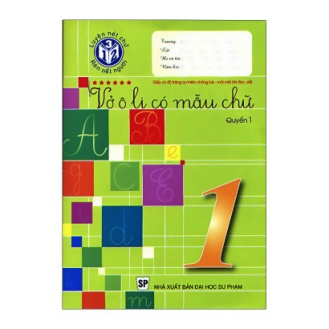 Luyện nét chữ
Rèn nết người
Trường :
Lớp :
Họ và tên :
Môn học :
Giấy có độ trắng tự nhiên chống lóa - mỏi mắt khi đọc, viết.
Vở ô li có mẫu chữ
Quyển 1
A
B
e
g
C
E
d
m
1
SP
NHÀ XUẤT BẢN ĐẠI HỌC SƯ PHẠM